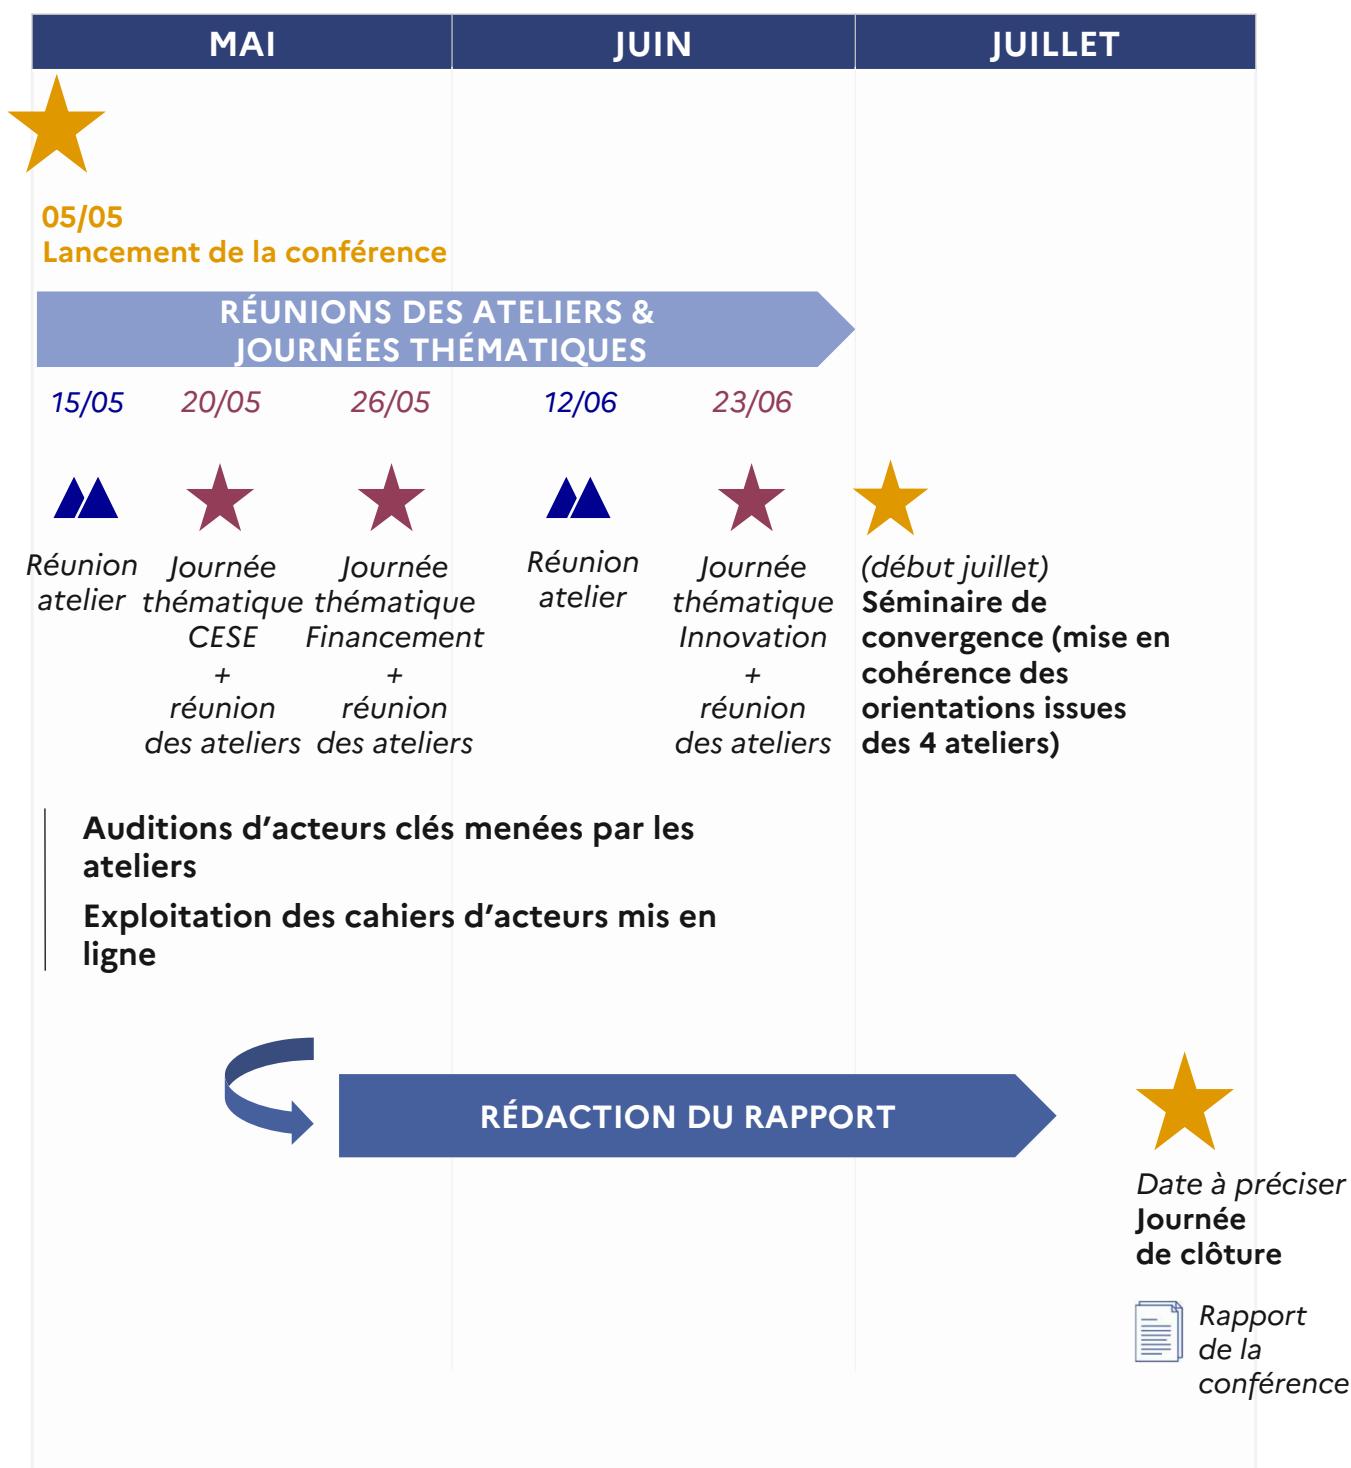 MAI
JUIN
JUILLET
05/05
Lancement de la conférence
RÉUNIONS DES ATELIERS &
JOURNÉES THÉMATIQUES
15/05
Réunion
atelier
20/05
Journée
thématique
CESE
+
réunion
des ateliers
26/05
Journée
thématique
Financement
+
réunion
des ateliers
12/06
Réunion
atelier
23/06
Journée
thématique
Innovation
+
réunion
des ateliers
(début juillet)
Séminaire de
convergence (mise en
cohérence des
orientations issues
des 4 ateliers)
Auditions d’acteurs clés menées par les
ateliers
Exploitation des cahiers d’acteurs mis en
ligne
RÉDACTION DU RAPPORT
Date à préciser
Journée
de clôture
Rapport
de la
conférence